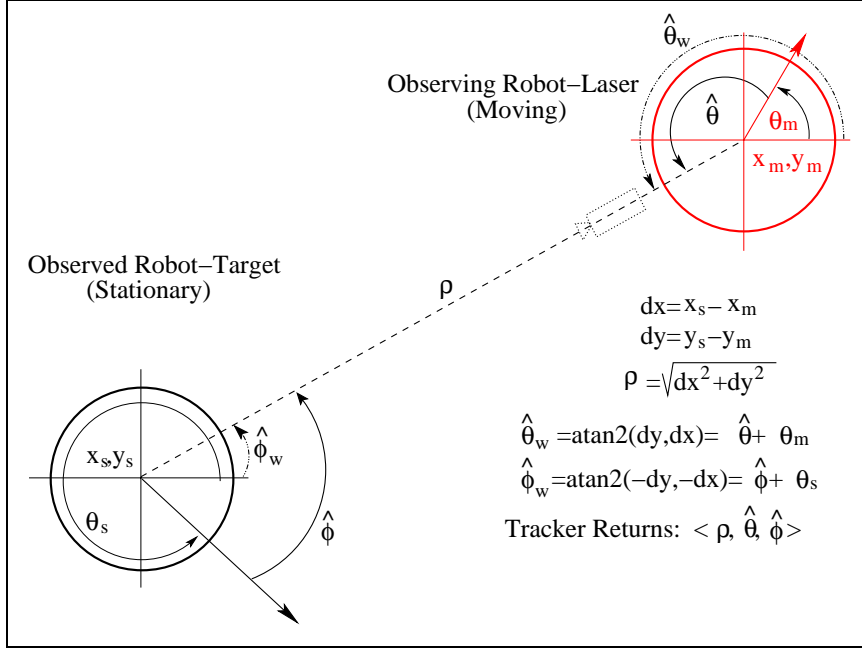 θ̂w
Observing Robot−Laser
(Moving)
θ̂
θm
xm,ym
Observed Robot−Target
(Stationary)
ρ
dx=xs− xm
dy=ys−ym
ρ =√dx²+dy²
xs,ys
φ̂w
θ̂w =atan2(dy,dx)= θ̂+ θm
φ̂w=atan2(−dy,−dx)= φ̂+ θs
θs
φ̂
Tracker Returns: < ρ, θ̂, φ̂ >